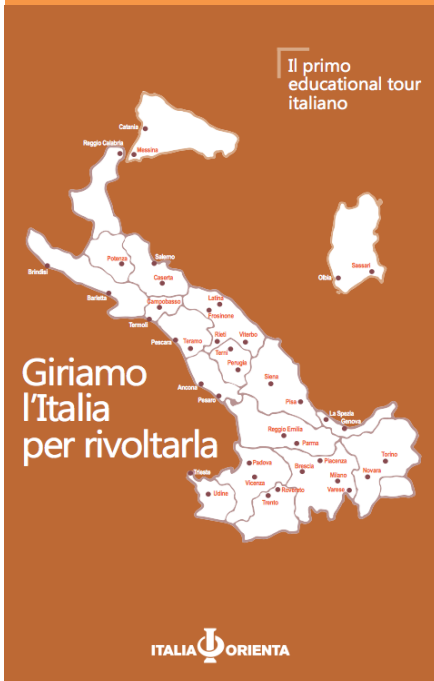 Il primo
educational tour
italiano
Catania
Reggio Calabria
Messina
Potenza
Salerno
Brindisi
Caserta
Olbia
Sassari
Barletta
Campobasso
Latina
Frosinone
Termoli
Pescara
Teramo
Rieti
Viterbo
Terni
Perugia
Siena
Ancona
Pesaro
Pisa
La Spezia
Genova
Giriamo
l'Italia
per rivoltarla
Reggio Emilia
Parma
Trieste
Padova
Brescia
Piacenza
Torino
Vicenza
Milano
Novara
Udine
Rovereto
Varese
Trento
ITALIA ORIENTA